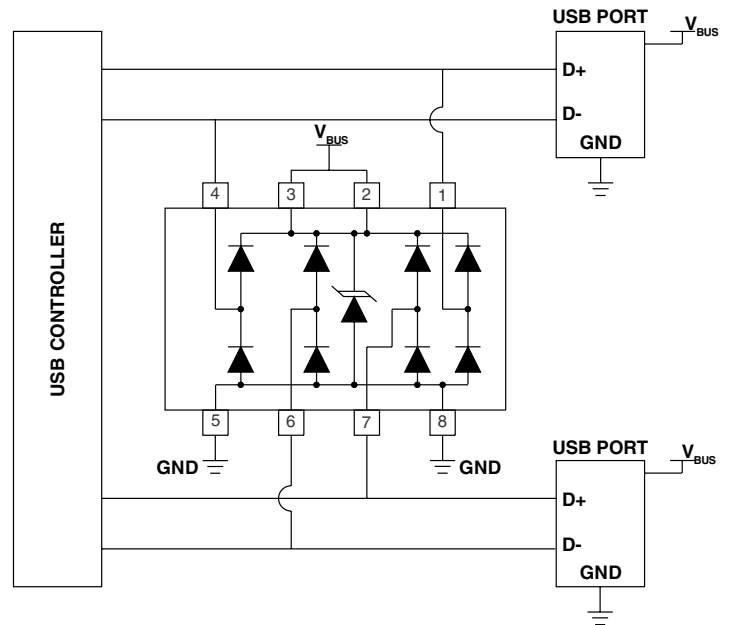 USB PORT
VBUS
D+
D-
GND
VBUS
4
3
2
1
USB CONTROLLER
5
6
7
8
GND
GND
USB PORT
VBUS
D+
D-
GND